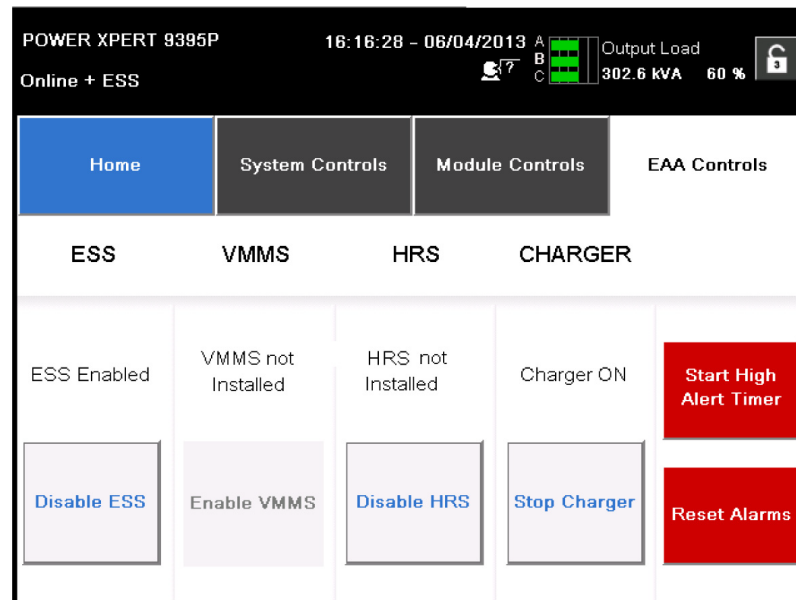 POWER XPERT 9395P
16:16:28 - 06/04/2013
A
B
C
Output Load
302.6 kVA 60 %
3
Online + ESS
?
Home
System Controls
Module Controls
EAA Controls
ESS
VMMS
HRS
CHARGER
ESS Enabled
VMMS not
Installed
HRS not
Installed
Charger ON
Start High
Alert Timer
Disable ESS
Enable VMMS
Disable HRS
Stop Charger
Reset Alarms